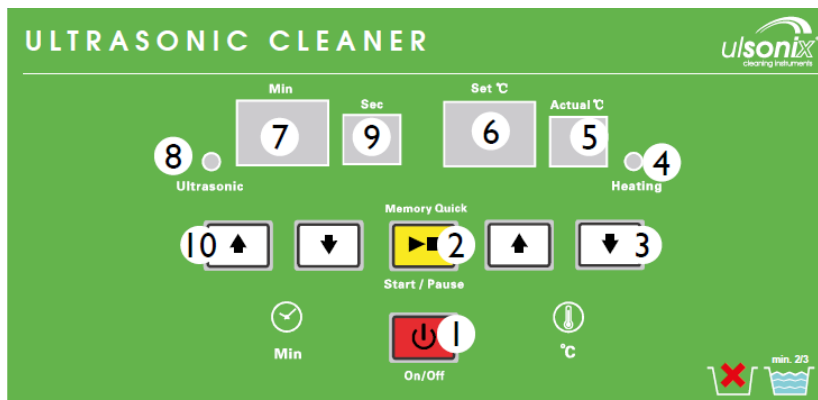 ULTRASONIC CLEANER
ulsonix
cleaning instruments
Min
Sec
Set ℃
Actual ℃
7
9
6
5
8
4
Ultrasonic
Heating
Memory Quick
10
2
3
Start / Pause
1
Min
℃
On/Off
min. 2/3